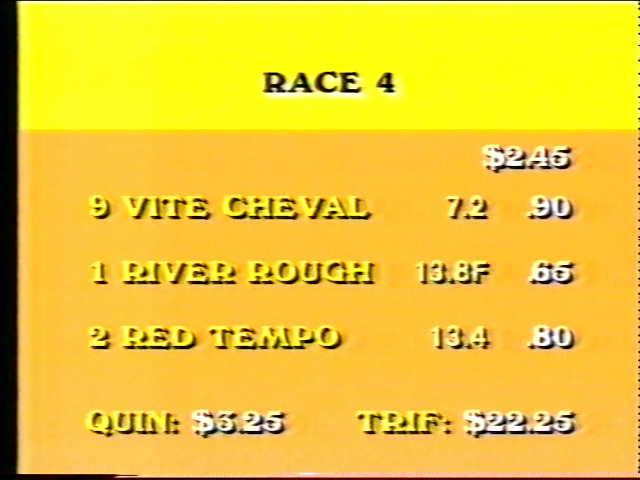 RACE 4
$2.45
9 VITE CHEVAL 7.2 .90
1 RIVER ROUGH 13.8F .65
2 RED TEMPO 13.4 .80
QUIN: $3.25 TRIF: $22.25